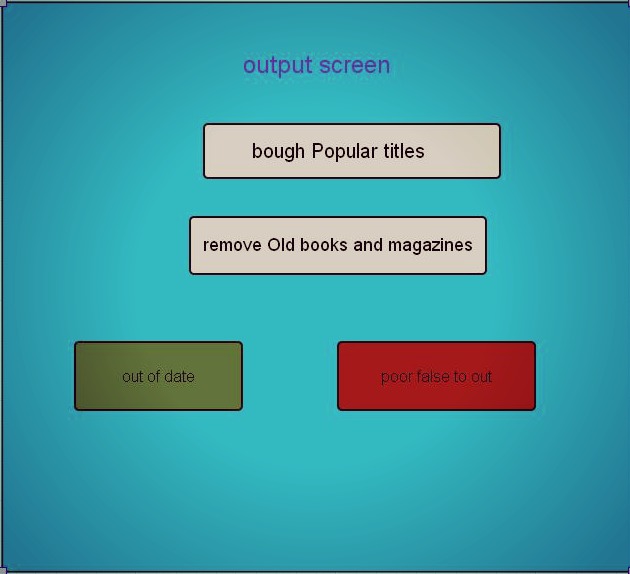 output screen
bough Popular titles
remove Old books and magazines
out of date
poor false to out